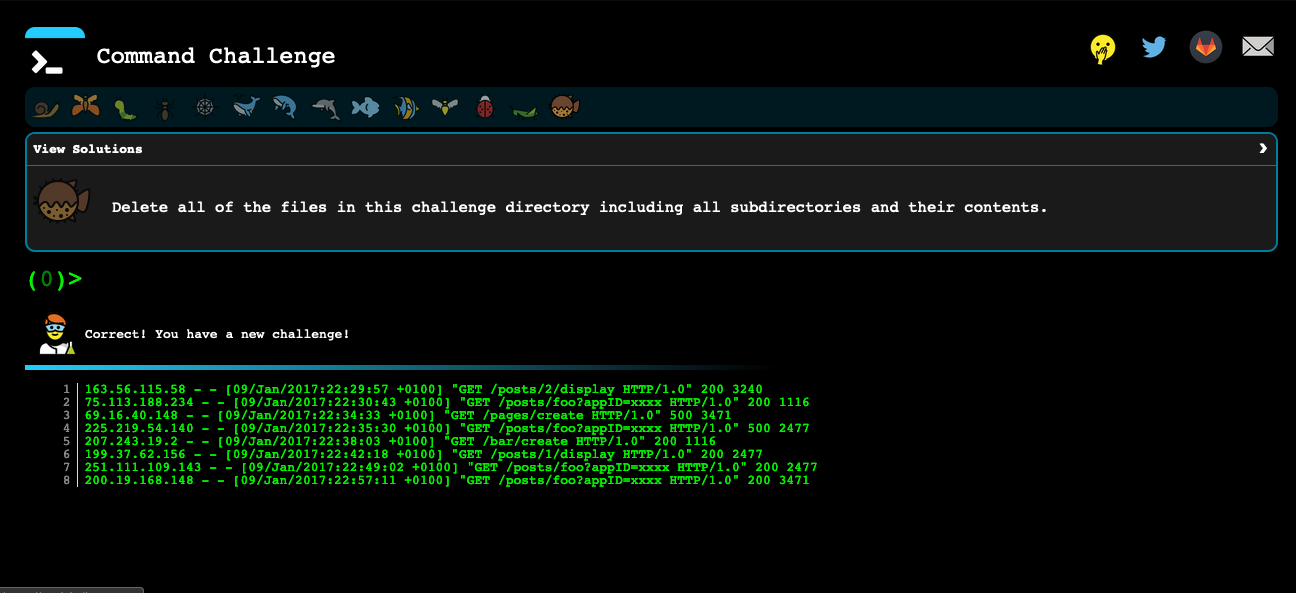 Command Challenge
View Solutions
Delete all of the files in this challenge directory including all subdirectories and their contents.
(0)>
Correct! You have a new challenge!
1 163.56.115.58 - - [09/Jan/2017:22:29:57 +0100] "GET /posts/2/display HTTP/1.0" 200 3240
2 75.113.188.234 - - [09/Jan/2017:22:30:43 +0100] "GET /posts/foo?appID=xxxx HTTP/1.0" 200 1116
3 69.16.40.148 - - [09/Jan/2017:22:34:33 +0100] "GET /pages/create HTTP/1.0" 500 3471
4 225.219.54.140 - - [09/Jan/2017:22:35:30 +0100] "GET /posts/foo?appID=xxxx HTTP/1.0" 500 2477
5 207.243.19.2 - - [09/Jan/2017:22:38:03 +0100] "GET /bar/create HTTP/1.0" 200 1116
6 199.37.62.156 - - [09/Jan/2017:22:42:18 +0100] "GET /posts/1/display HTTP/1.0" 200 2477
7 251.111.109.143 - - [09/Jan/2017:22:49:02 +0100] "GET /posts/foo?appID=xxxx HTTP/1.0" 200 2477
8 200.19.168.148 - - [09/Jan/2017:22:57:11 +0100] "GET /posts/foo?appID=xxxx HTTP/1.0" 200 3471